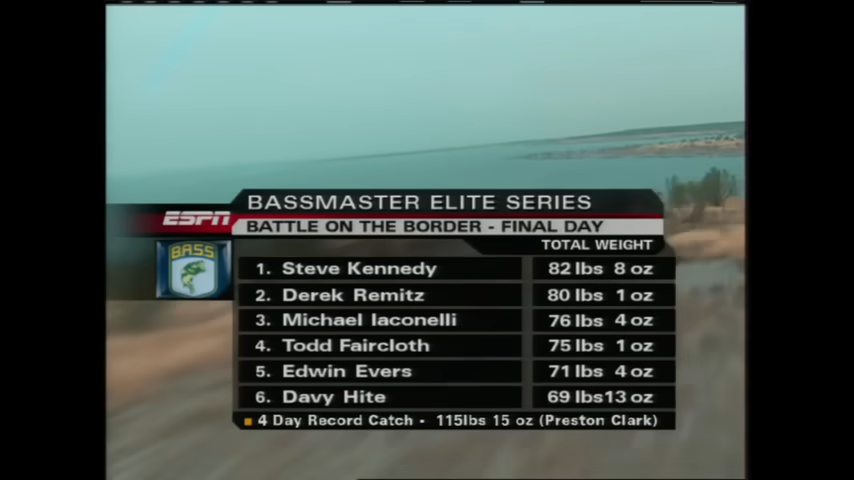 BASSMASTER ELITE SERIES
ESPN
BATTLE ON THE BORDER - FINAL DAY
TOTAL WEIGHT
BASS
1. Steve Kennedy 82 lbs 8 oz
2. Derek Remitz 80 lbs 1 oz
3. Michael Iaconelli 76 lbs 4 oz
4. Todd Faircloth 75 lbs 1 oz
5. Edwin Evers 71 lbs 4 oz
6. Davy Hite 69 lbs13 oz
4 Day Record Catch - 115lbs 15 oz (Preston Clark)